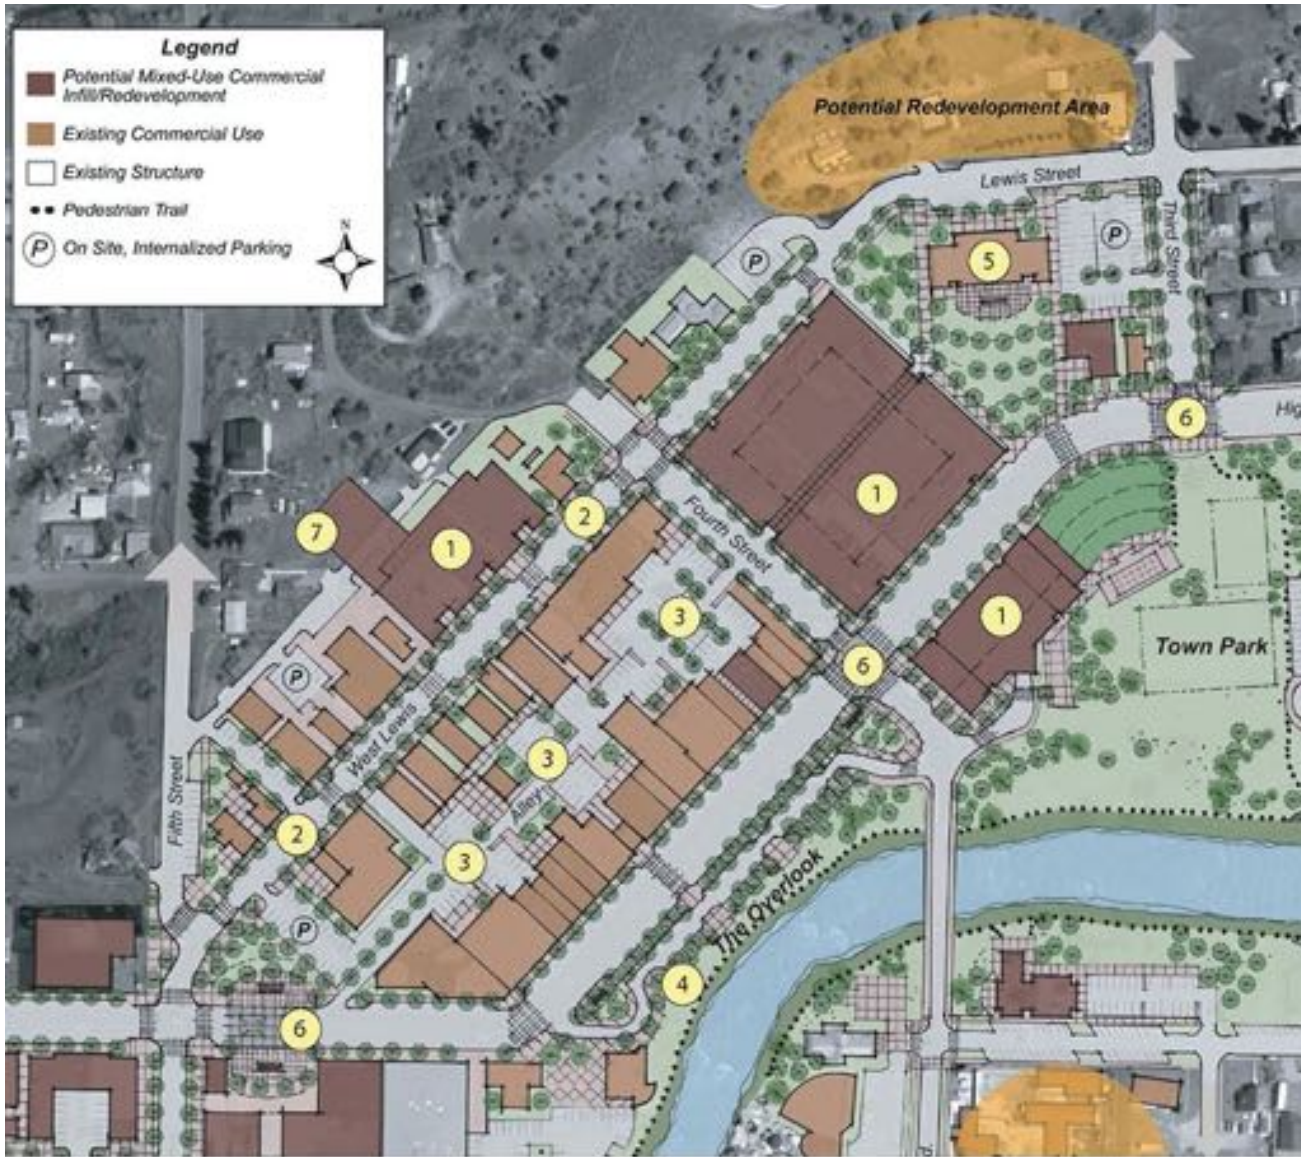 Legend
Potential Mixed-Use Commercial
Infill/Redevelopment
Existing Commercial Use
Existing Structure
Pedestrian Trail
P On Site, Internalized Parking
N
Potential Redevelopment Area
Lewis Street
Third Street
P
P
5
6
Hig
1
7
1
2
Fourth Street
3
1
Town Park
6
P
West Lewis
3
Alley
Fifth Street
2
3
P
The Overlook
4
6